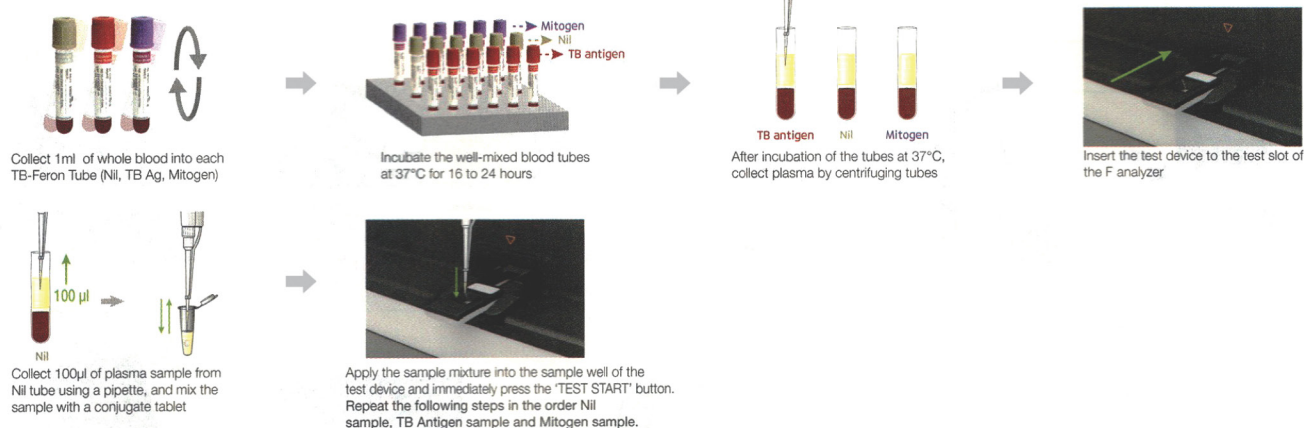 Mitogen
Nil
TB antigen
Collect 1ml of whole blood into each
TB-Feron Tube (Nil, TB Ag, Mitogen)
Incubate the well-mixed blood tubes
at 37°C for 16 to 24 hours
TB antigen Nil Mitogen
After incubation of the tubes at 37°C,
collect plasma by centrifuging tubes
Insert the test device to the test slot of
the F analyzer
100 µl
Nil
C
Collect 100µl of plasma sample from
Nil tube using a pipette, and mix the
sample with a conjugate tablet
Apply the sample mixture into the sample well of the
test device and immediately press the 'TEST START' button.
Repeat the following steps in the order Nil
sample, TB Antigen sample and Mitogen sample.